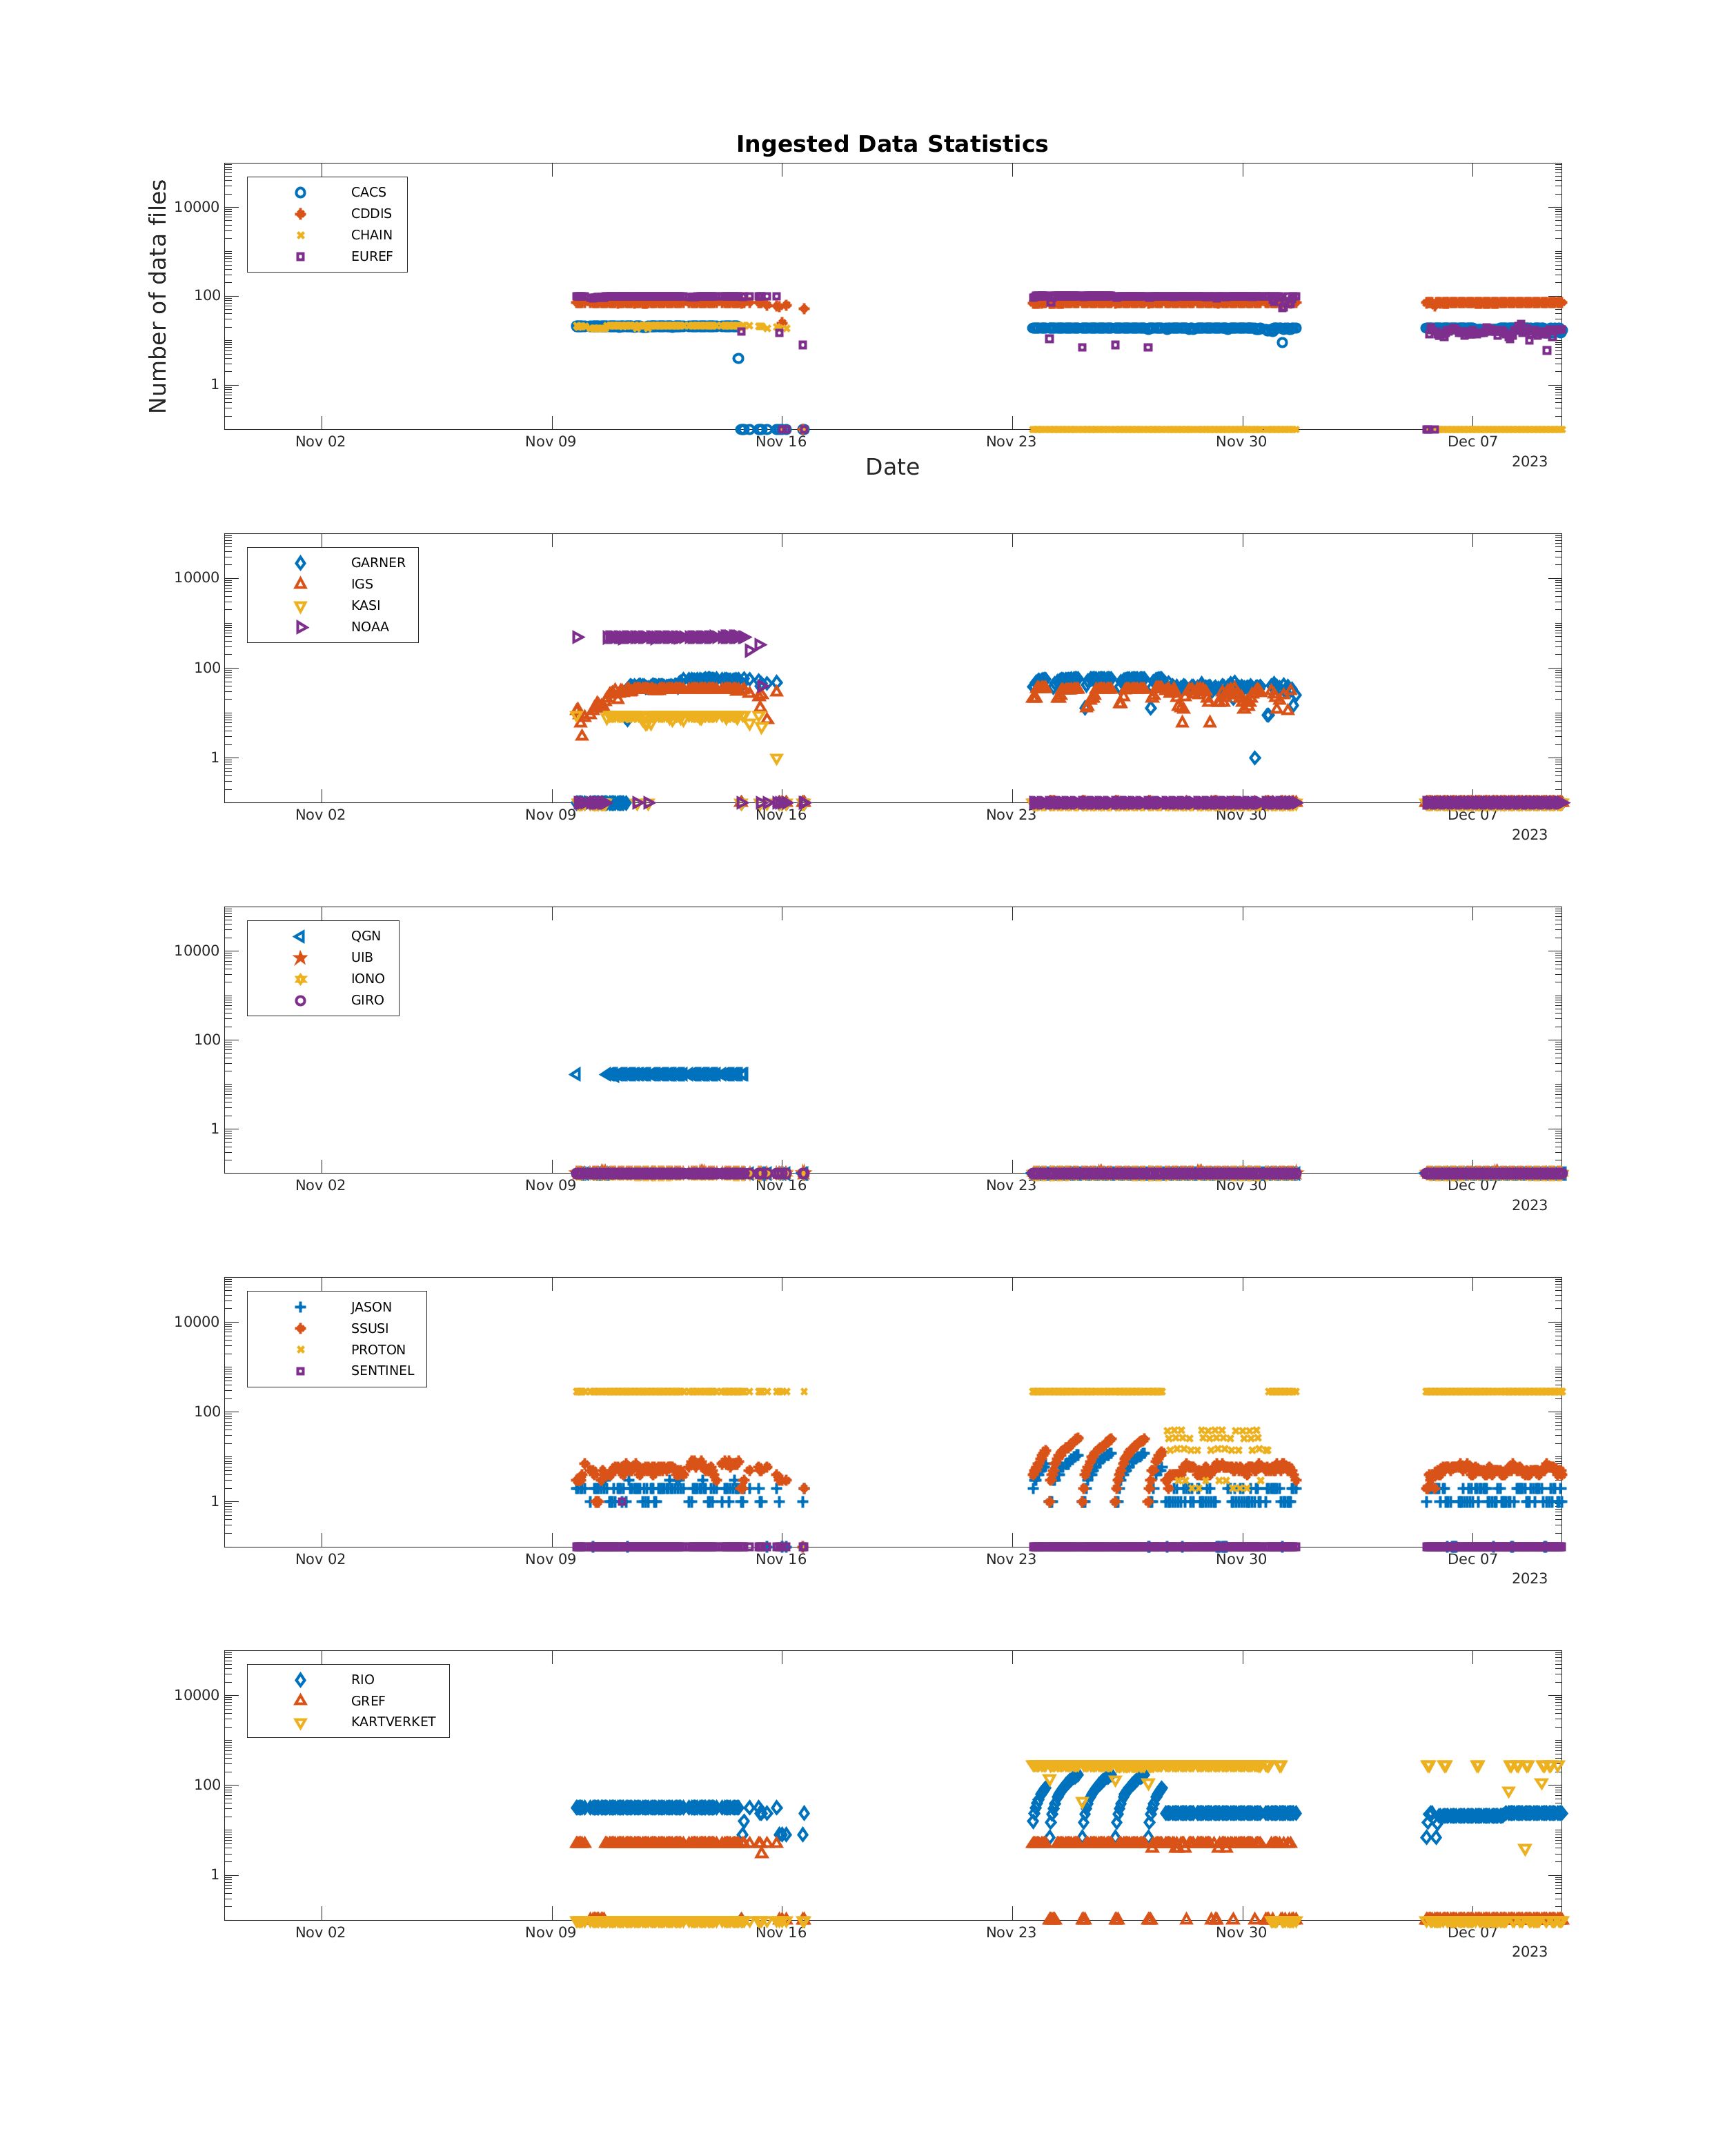 Ingested Data Statistics
Number of data files
10000
100
1
CACS
CDDIS
CHAIN
EUREF
Nov 02
Nov 09
Nov 16
Nov 23
Nov 30
Dec 07
2023
Date
10000
100
1
GARNER
IGS
KASI
NOAA
Nov 02
Nov 09
Nov 16
Nov 23
Nov 30
Dec 07
2023
10000
100
1
QGN
UIB
IONO
GIRO
Nov 02
Nov 09
Nov 16
Nov 23
Nov 30
Dec 07
2023
10000
100
1
JASON
SSUSI
PROTON
SENTINEL
Nov 02
Nov 09
Nov 16
Nov 23
Nov 30
Dec 07
2023
10000
100
1
RIO
GREF
KARTVERKET
Nov 02
Nov 09
Nov 16
Nov 23
Nov 30
Dec 07
2023